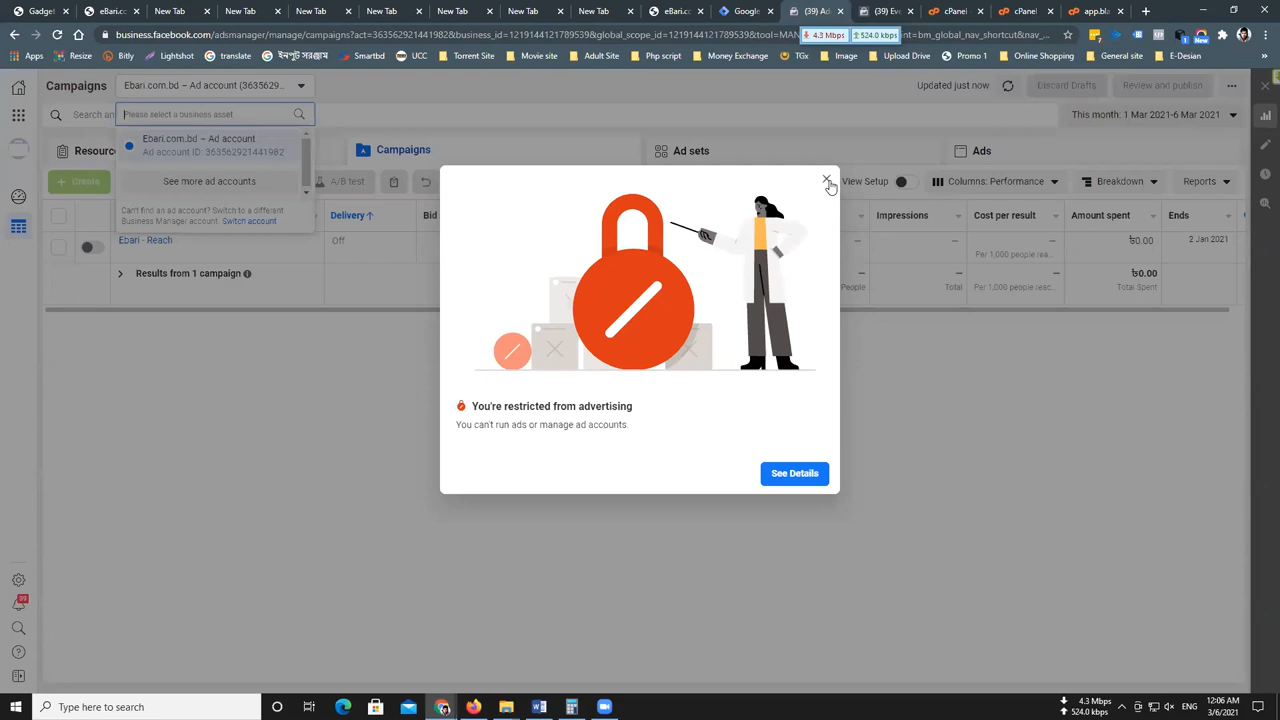 Gadget
eBari.c
New Tab
New Tab
New Tab
New Tab
New Tab
New Tab
eBari.cc
Google
(39) Ad
(39) Eve
cPanel
cPanel
app.bla
business.facebook.com/adsmanager/manage/campaigns?act=363562921441982&business_id=121914421789539&global_scope_id=121914421789539&tool=MAN
4.3 Mbps
524.0 kbps
nt=bm_global_nav_shortcut&nav_...
Apps
Resize
Bitly
Lightshot
translate
ইনপুট সরঞ্জাম
Smartbd
UCC
Torrent Site
Movie site
Adult Site
Php script
Money Exchange
TGx
Image
Upload Drive
Promo 1
Online Shopping
General site
E-Desian
Campaigns
Ebari.com.bd – Ad account (3635629...
Updated just now
Discard Drafts
Review and publish
Search an
Please select a business asset
This month: 1 Mar 2021-6 Mar 2021
Ebari.com.bd – Ad account
Ad account ID: 363562921441982
See more ad accounts
Can't find an ad account? Switch to a different
Business Manager account. Switch account
Resourc
Campaigns
Ad sets
Ads
Create
A/B test
View Setup
Columns: Performance
Breakdown
Reports
Delivery
Bid
Impressions
Cost per result
Amount spent
Ends
Ebari - Reach
Off
—
—
—
৳0.00
2 Jan 2021
Per 1,000 people rea...
Results from 1 campaign
—
—
—
৳0.00
People
Total
Per 1,000 people reac...
Total Spent
You're restricted from advertising
You can't run ads or manage ad accounts.
See Details
Type here to search
4.3 Mbps
524.0 kbps
ENG
12:06 AM
3/6/2021